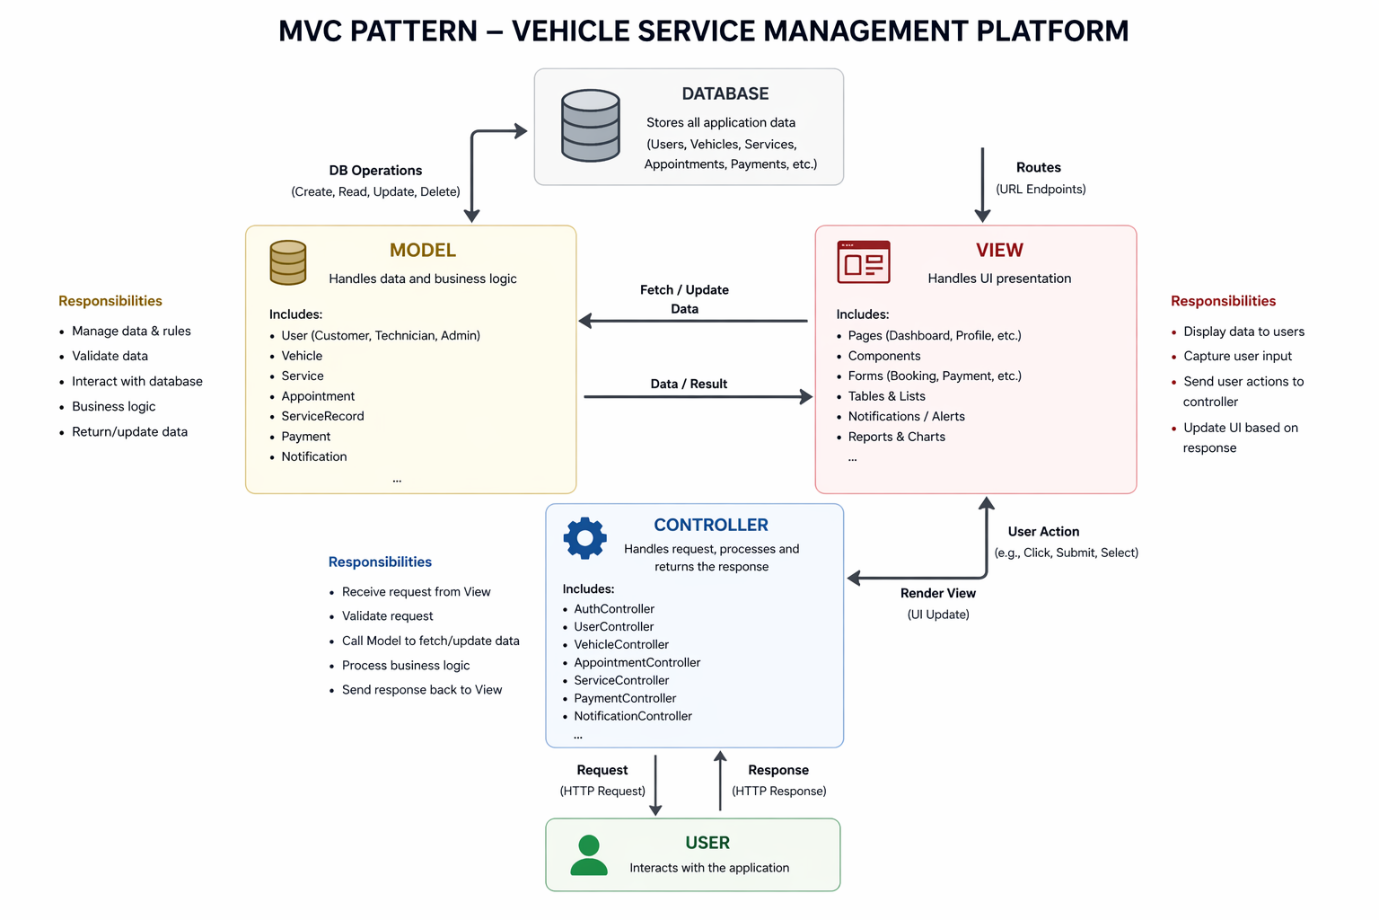 MVC PATTERN – VEHICLE SERVICE MANAGEMENT PLATFORM
DATABASE
Stores all application data
(Users, Vehicles, Services,
Appointments, Payments, etc.)
DB Operations
(Create, Read, Update, Delete)
Routes
(URL Endpoints)
MODEL
Handles data and business logic
Includes:
• User (Customer, Technician, Admin)
• Vehicle
• Service
• Appointment
• ServiceRecord
• Payment
• Notification
...
Responsibilities
• Manage data & rules
• Validate data
• Interact with database
• Business logic
• Return/update data
Fetch / Update
Data
Data / Result
VIEW
Handles UI presentation
Includes:
• Pages (Dashboard, Profile, etc.)
• Components
• Forms (Booking, Payment, etc.)
• Tables & Lists
• Notifications / Alerts
• Reports & Charts
...
Responsibilities
• Display data to users
• Capture user input
• Send user actions to
controller
• Update UI based on
response
User Action
(e.g., Click, Submit, Select)
Render View
(UI Update)
CONTROLLER
Handles request, processes and
returns the response
Includes:
• AuthController
• UserController
• VehicleController
• AppointmentController
• ServiceController
• PaymentController
• NotificationController
...
Responsibilities
• Receive request from View
• Validate request
• Call Model to fetch/update data
• Process business logic
• Send response back to View
Request
(HTTP Request)
Response
(HTTP Response)
USER
Interacts with the application